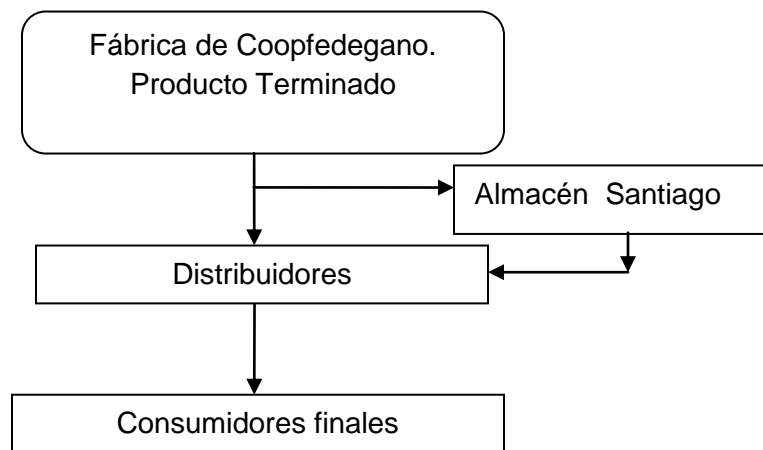 Fábrica de Coopfedegano.
Producto Terminado
Almacén Santiago
Distribuidores
Consumidores finales